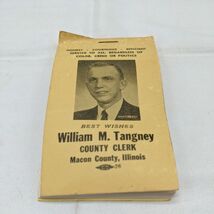 HONEST COURTEOUS EFFICIENT
SERVICE TO ALL REGARDLESS OF
COLOR, CREED OR POLITICS
BEST WISHES
William M. Tangney
COUNTY CLERK
Macon County, Illinois
26